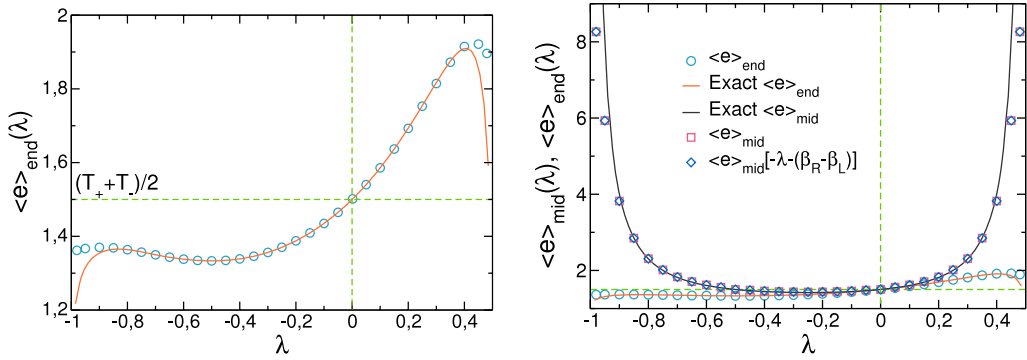 1,8
1,6
1,4
1,2
<e>end(λ)
(T++T-)/2
-1 -0,8 -0,6 -0,4 -0,2 0 0,2 0,4
λ
8
6
4
2
<e>mid(λ), <e>end(λ)
<e>end
Exact <e>end
Exact <e>mid
<e>mid
<e>mid[-λ-(βR-βL)]
-1 -0,8 -0,6 -0,4 -0,2 0 0,2 0,4
λ